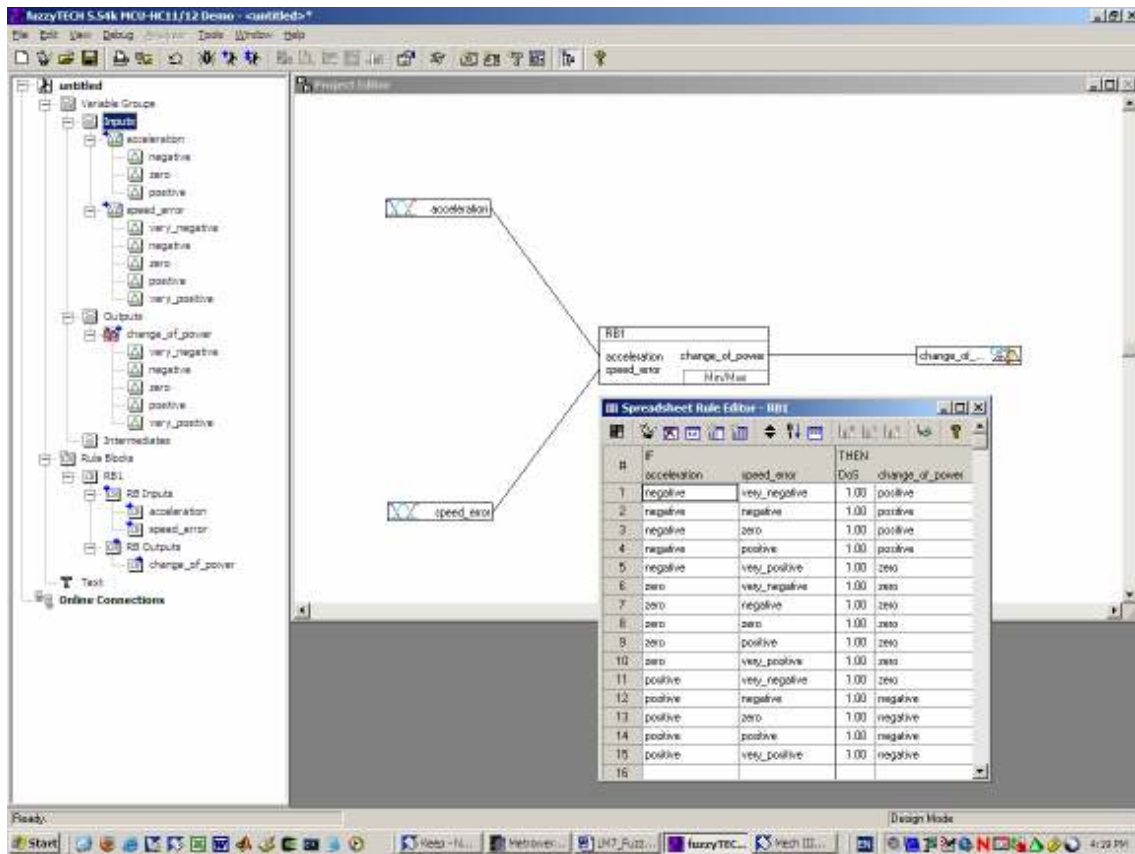 fuzzyTECH 5.54k MCU-HC11/12 Demo - <untitled>*
File Edit View Debug Analyzer Tools Window Help
untitled
Variable Groups
Inputs
acceleration
negative
zero
positive
speed_error
very_negative
negative
zero
positive
very_positive
Outputs
change_of_power
very_negative
negative
zero
positive
very_positive
Intermediates
Rule Blocks
RB1
RB Inputs
acceleration
speed_error
RB Outputs
change_of_power
Text
Online Connections
Project Editor
acceleration
speed_error
RB1
acceleration change_of_power
speed_error
Min/Max
change_of_...
Spreadsheet Rule Editor - RB1
IF THEN
# acceleration speed_error DoS change_of_power
1 negative very_negative 1.00 positive
2 negative negative 1.00 positive
3 negative zero 1.00 positive
4 negative positive 1.00 positive
5 negative very_positive 1.00 zero
6 zero very_negative 1.00 zero
7 zero negative 1.00 zero
8 zero zero 1.00 zero
9 zero positive 1.00 zero
10 zero very_positive 1.00 zero
11 positive very_negative 1.00 zero
12 positive negative 1.00 negative
13 positive zero 1.00 negative
14 positive positive 1.00 negative
15 positive very_positive 1.00 negative
16
Ready. Design Mode
Start Keep - N... Metrower... LM7_Fuzz... fuzzyTEC... Mech III... 4:29 PM